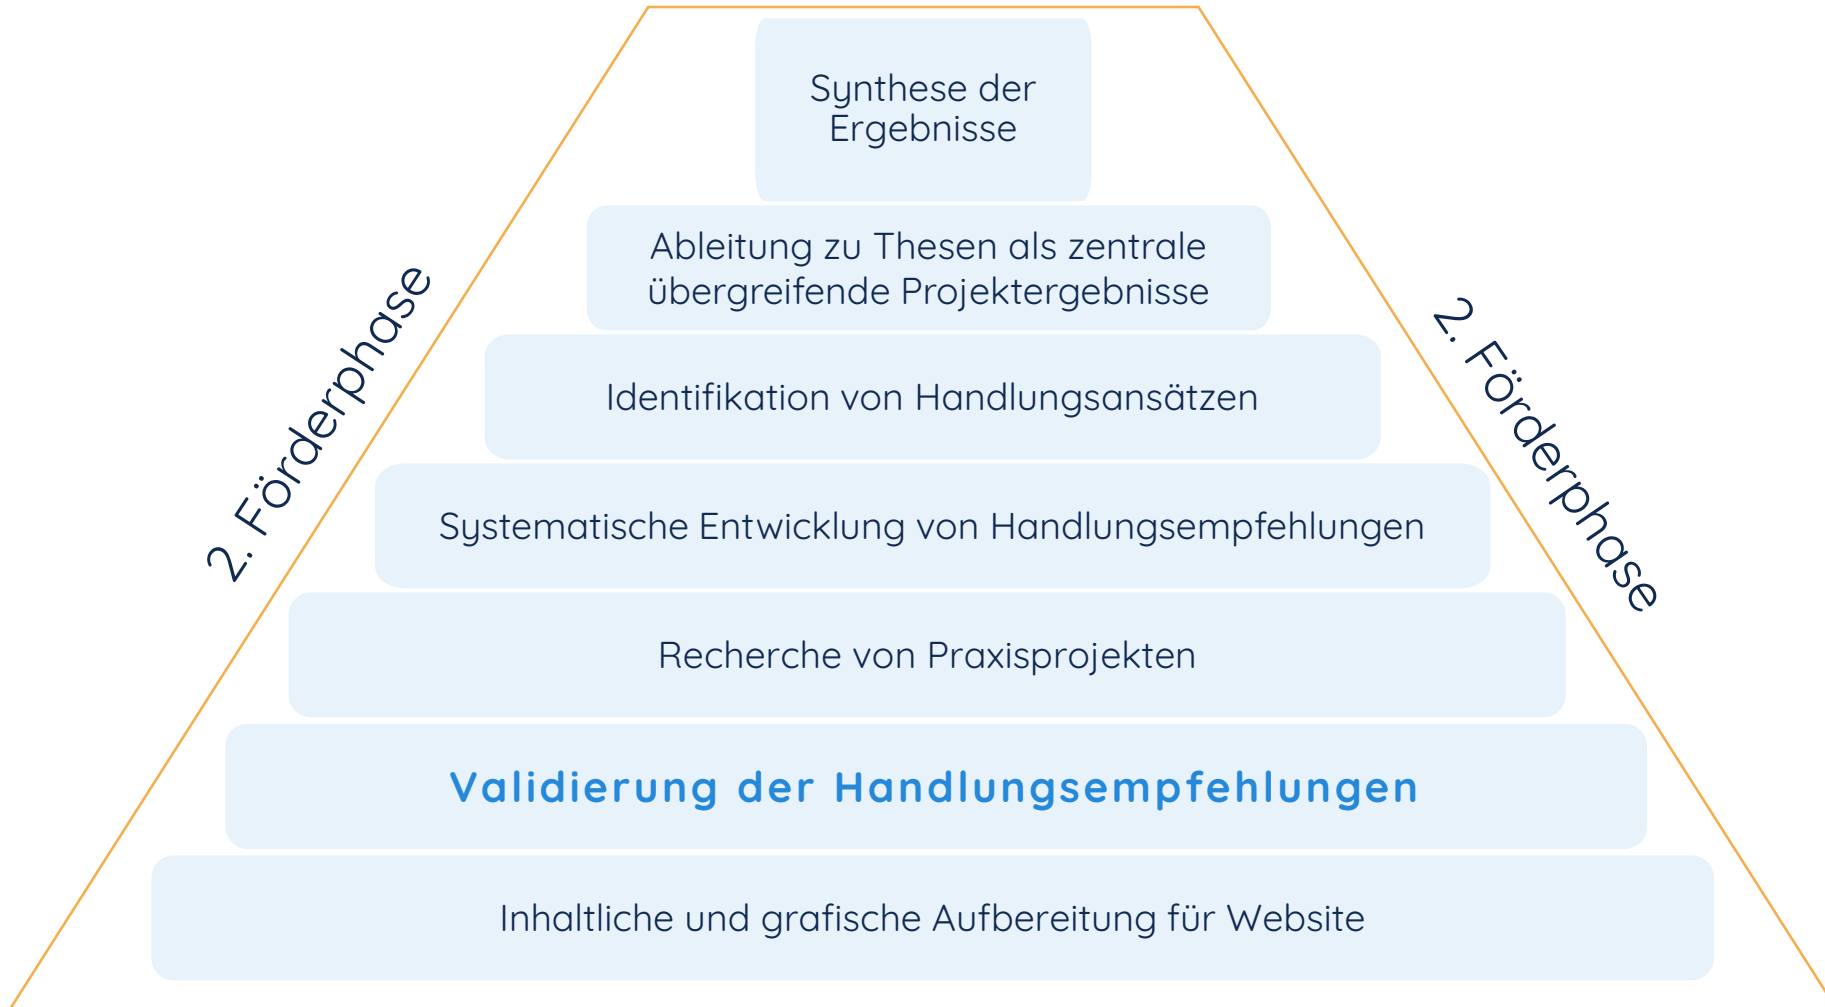 Synthese der
Ergebnisse
Ableitung zu Thesen als zentrale
übergreifende Projektergebnisse
2. Förderphase
2. Förderphase
Identifikation von Handlungsansätzen
Systematische Entwicklung von Handlungsempfehlungen
Recherche von Praxisprojekten
Validierung der Handlungsempfehlungen
Inhaltliche und grafische Aufbereitung für Website